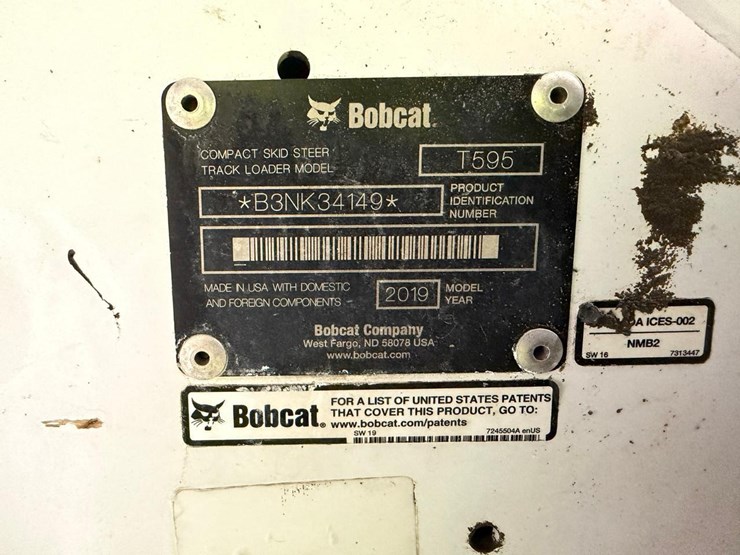 Bobcat.
COMPACT SKID STEER
TRACK LOADER MODEL
T595
*B3NK34149*
PRODUCT
IDENTIFICATION
NUMBER
MADE IN USA WITH DOMESTIC
AND FOREIGN COMPONENTS
2019
MODEL
YEAR
Bobcat Company
West Fargo, ND 58078 USA
www.bobcat.com
ICES-002
NMB2
SW 16
7313447
Bobcat®
FOR A LIST OF UNITED STATES PATENTS
THAT COVER THIS PRODUCT, GO TO:
www.bobcat.com/patents
SW 19
7245504A enUS